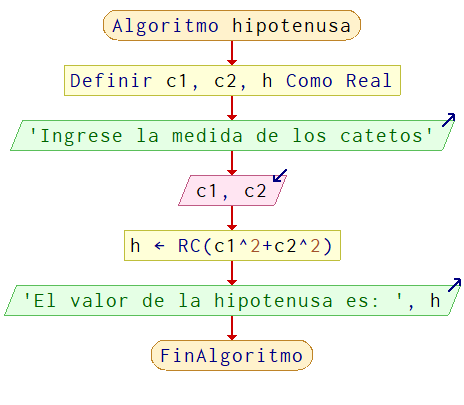 Algoritmo hipotenusa
Definir c1, c2, h Como Real
'Ingrese la medida de los catetos'
c1, c2
h ← RC(c1^2+c2^2)
'El valor de la hipotenusa es: ', h
FinAlgoritmo